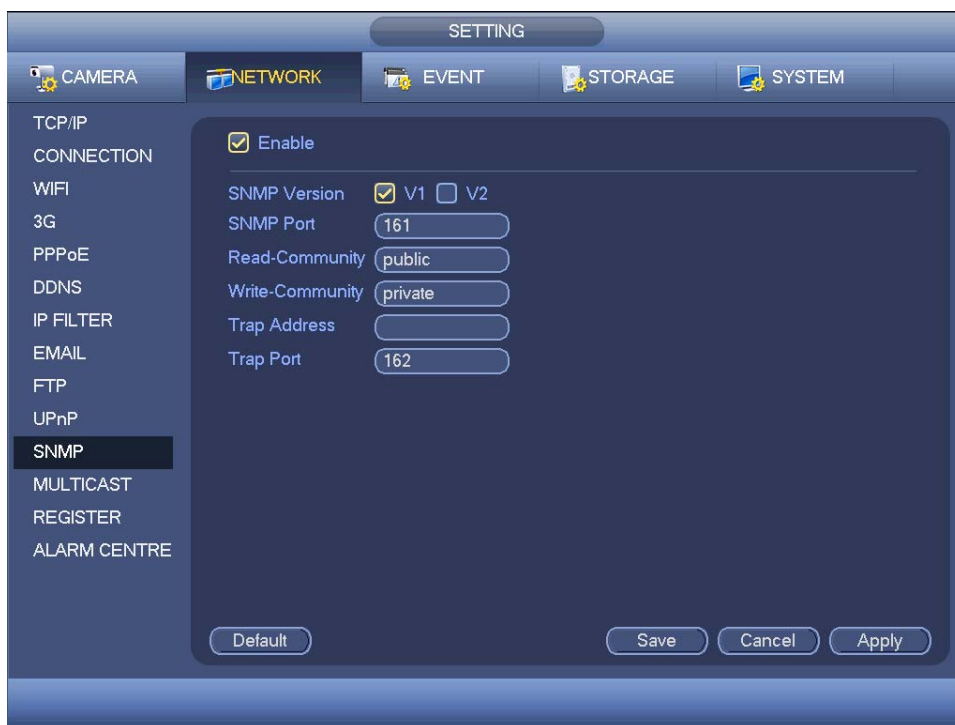 SETTING
CAMERA NETWORK EVENT STORAGE SYSTEM
TCP/IP
CONNECTION
WIFI
3G
PPPoE
DDNS
IP FILTER
EMAIL
FTP
UPnP
SNMP
MULTICAST
REGISTER
ALARM CENTRE
Enable
SNMP Version V1 V2
SNMP Port 161
Read-Community public
Write-Community private
Trap Address
Trap Port 162
Default Save Cancel Apply